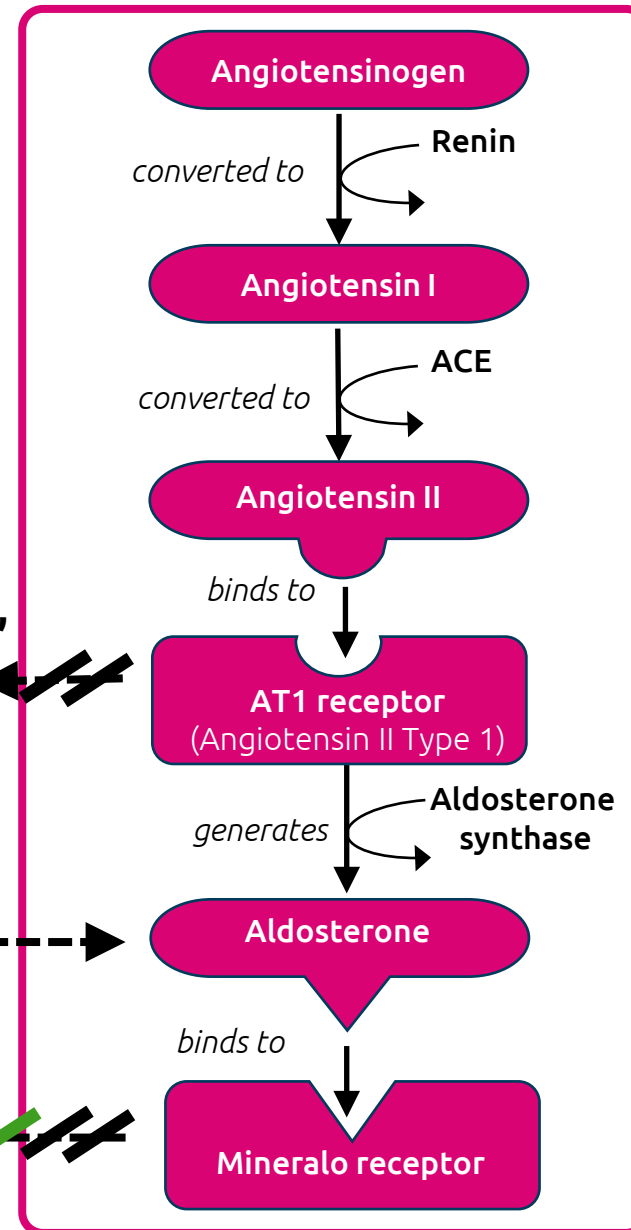 Angiotensinogen
Renin
converted to
Angiotensin I
ACE
converted to
Angiotensin II
binds to
AT1 receptor
(Angiotensin II Type 1)
Aldosterone
synthase
generates
Aldosterone
binds to
Mineralo receptor